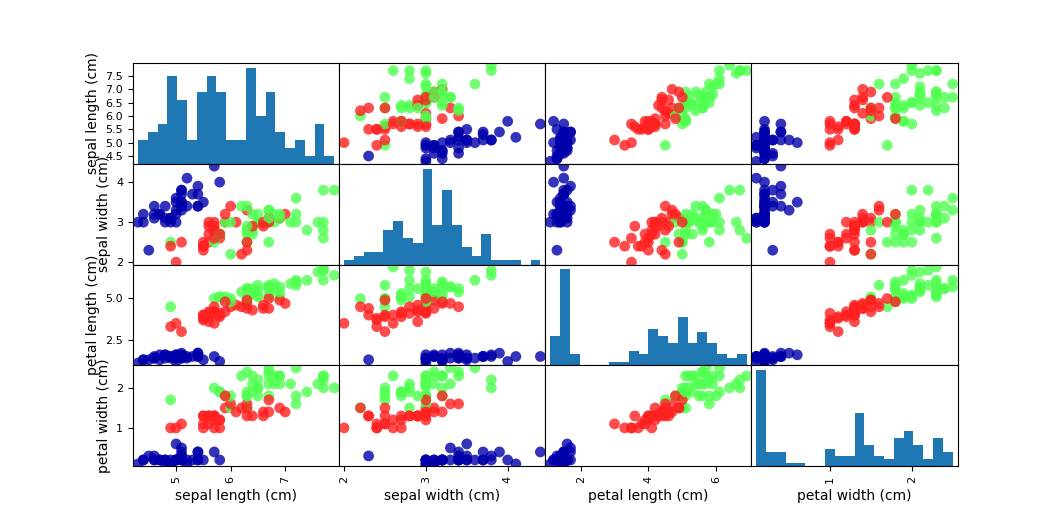 sepal length (cm)
7.5
7.0
6.5
6.0
5.5
5.0
4.5
sepal width (cm)
4
3
2
petal length (cm)
5.0
2.5
petal width (cm)
2
1
5 6 7 2 3 4 2 4 6 1 2
sepal length (cm) sepal width (cm) petal length (cm) petal width (cm)